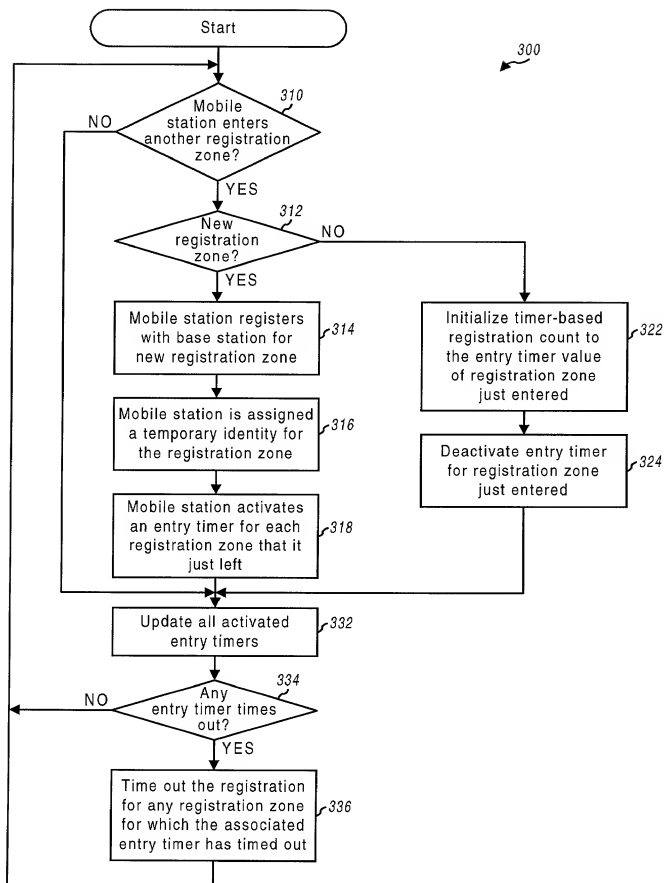 Start
300
310
Mobile
station enters
another registration
zone?
NO
YES
312
New
registration
zone?
NO
YES
Mobile station registers
with base station for
new registration zone
314
Initialize timer-based
registration count to
the entry timer value
of registration zone
just entered
322
Mobile station is assigned
a temporary identity for
the registration zone
316
Deactivate entry timer
for registration zone
just entered
324
Mobile station activates
an entry timer for each
registration zone that it
just left
318
Update all activated
entry timers
332
334
Any
entry timer times
out?
NO
YES
Time out the registration
for any registration zone
for which the associated
entry timer has timed out
336